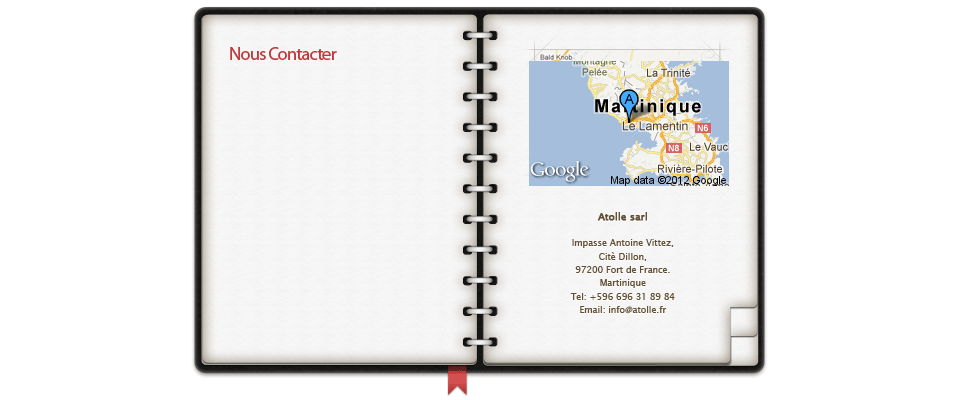 Nous Contacter
Bald Knob
Montagne
Pelée
La Trinité
Martinique
A
Le Lamentin
N6
N8
Le Vauc
Rivière-Pilote
Google
Map data ©2012 Google
Atolle sarl
Impasse Antoine Vittez,
Citè Dillon,
97200 Fort de France.
Martinique
Tel: +596 696 31 89 84
Email: info@atolle.fr